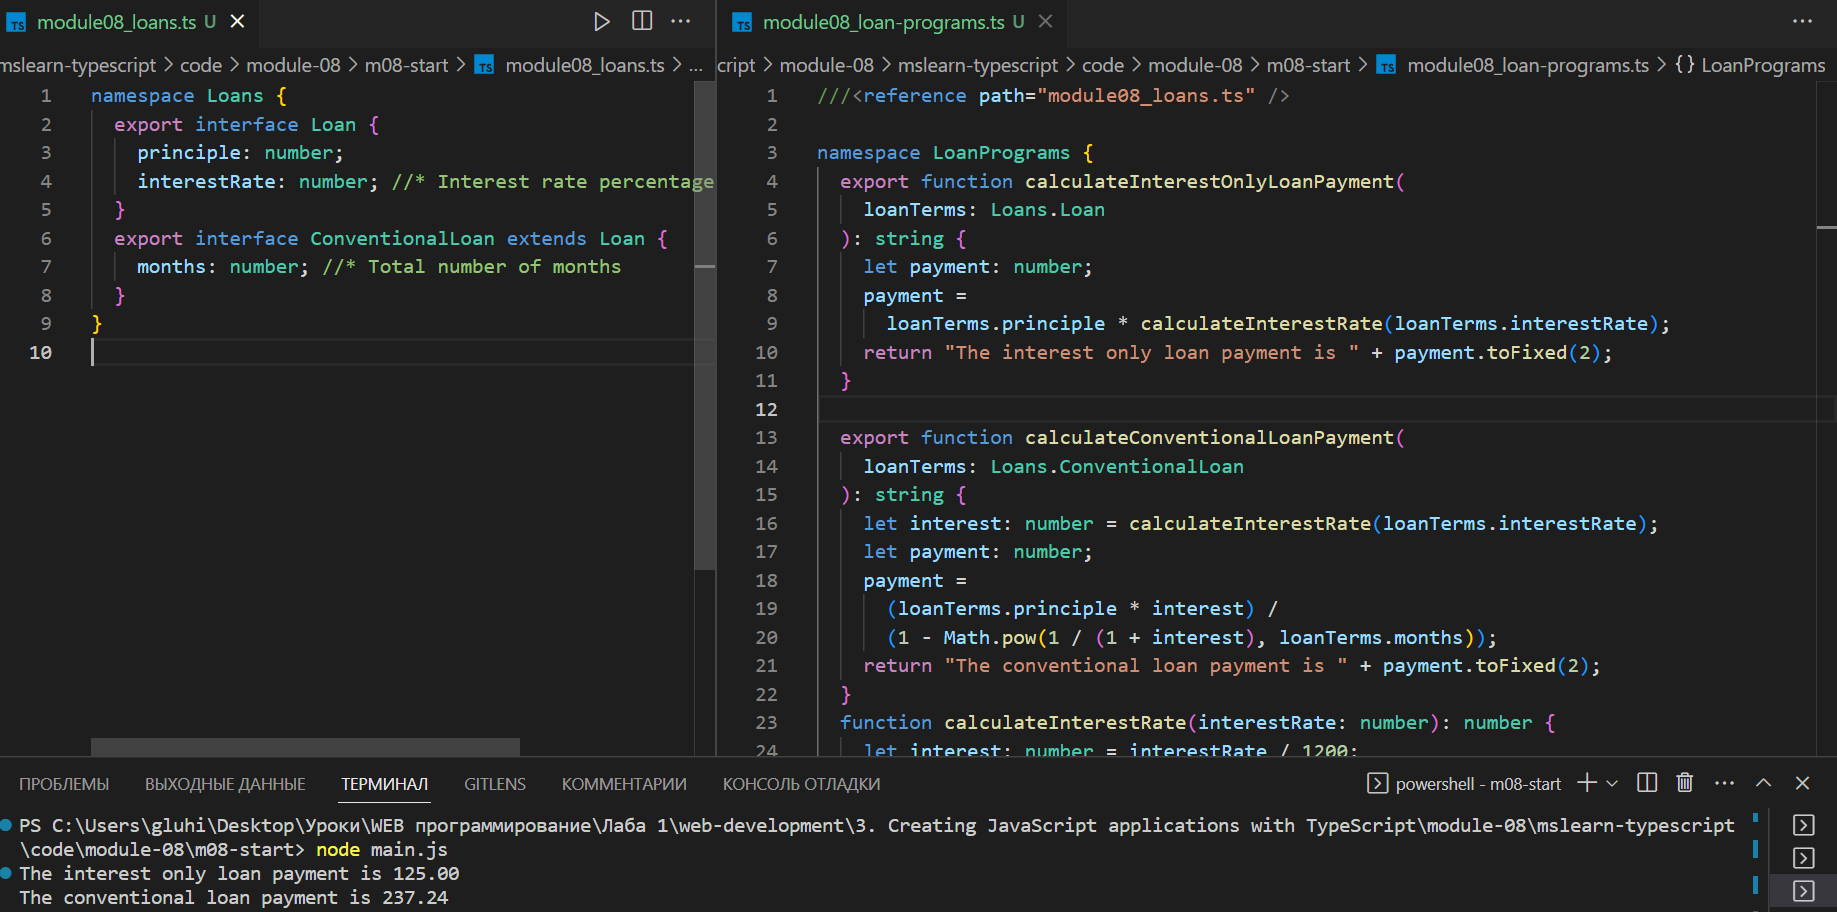 TS module08_loans.ts U
mslearn-typescript > code > module-08 > m08-start > TS module08_loans.ts > ...
1 namespace Loans {
2 export interface Loan {
3 principle: number;
4 interestRate: number; //* Interest rate percentage
5 }
6 export interface ConventionalLoan extends Loan {
7 months: number; //* Total number of months
8 }
9 }
10
TS module08_loan-programs.ts U
cript > module-08 > mslearn-typescript > code > module-08 > m08-start > TS module08_loan-programs.ts > {} LoanPrograms
1 ///<reference path="module08_loans.ts" />
2
3 namespace LoanPrograms {
4 export function calculateInterestOnlyLoanPayment(
5 loanTerms: Loans.Loan
6 ): string {
7 let payment: number;
8 payment =
9 loanTerms.principle * calculateInterestRate(loanTerms.interestRate);
10 return "The interest only loan payment is " + payment.toFixed(2);
11 }
12
13 export function calculateConventionalLoanPayment(
14 loanTerms: Loans.ConventionalLoan
15 ): string {
16 let interest: number = calculateInterestRate(loanTerms.interestRate);
17 let payment: number;
18 payment =
19 (loanTerms.principle * interest) /
20 (1 - Math.pow(1 / (1 + interest), loanTerms.months));
21 return "The conventional loan payment is " + payment.toFixed(2);
22 }
23 function calculateInterestRate(interestRate: number): number {
24 let interest: number = interestRate / 1200;
ПРОБЛЕМЫ ВЫХОДНЫЕ ДАННЫЕ ТЕРМИНАЛ GITLENS КОММЕНТАРИИ КОНСОЛЬ ОТЛАДКИ powershell - m08-start
PS C:\Users\gluhi\Desktop\Уроки\WEB программирование\Лаба 1\web-development\3. Creating JavaScript applications with TypeScript\module-08\mslearn-typescript
\code\module-08\m08-start> node main.js
The interest only loan payment is 125.00
The conventional loan payment is 237.24